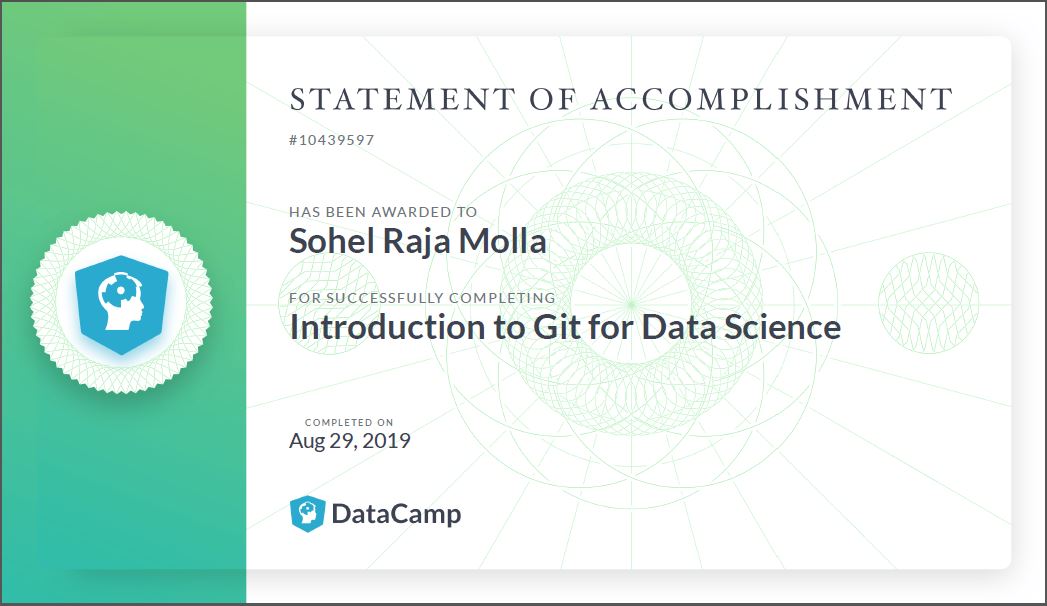 STATEMENT OF ACCOMPLISHMENT
#10439597
HAS BEEN AWARDED TO
Sohel Raja Molla
FOR SUCCESSFULLY COMPLETING
Introduction to Git for Data Science
COMPLETED ON
Aug 29, 2019
DataCamp